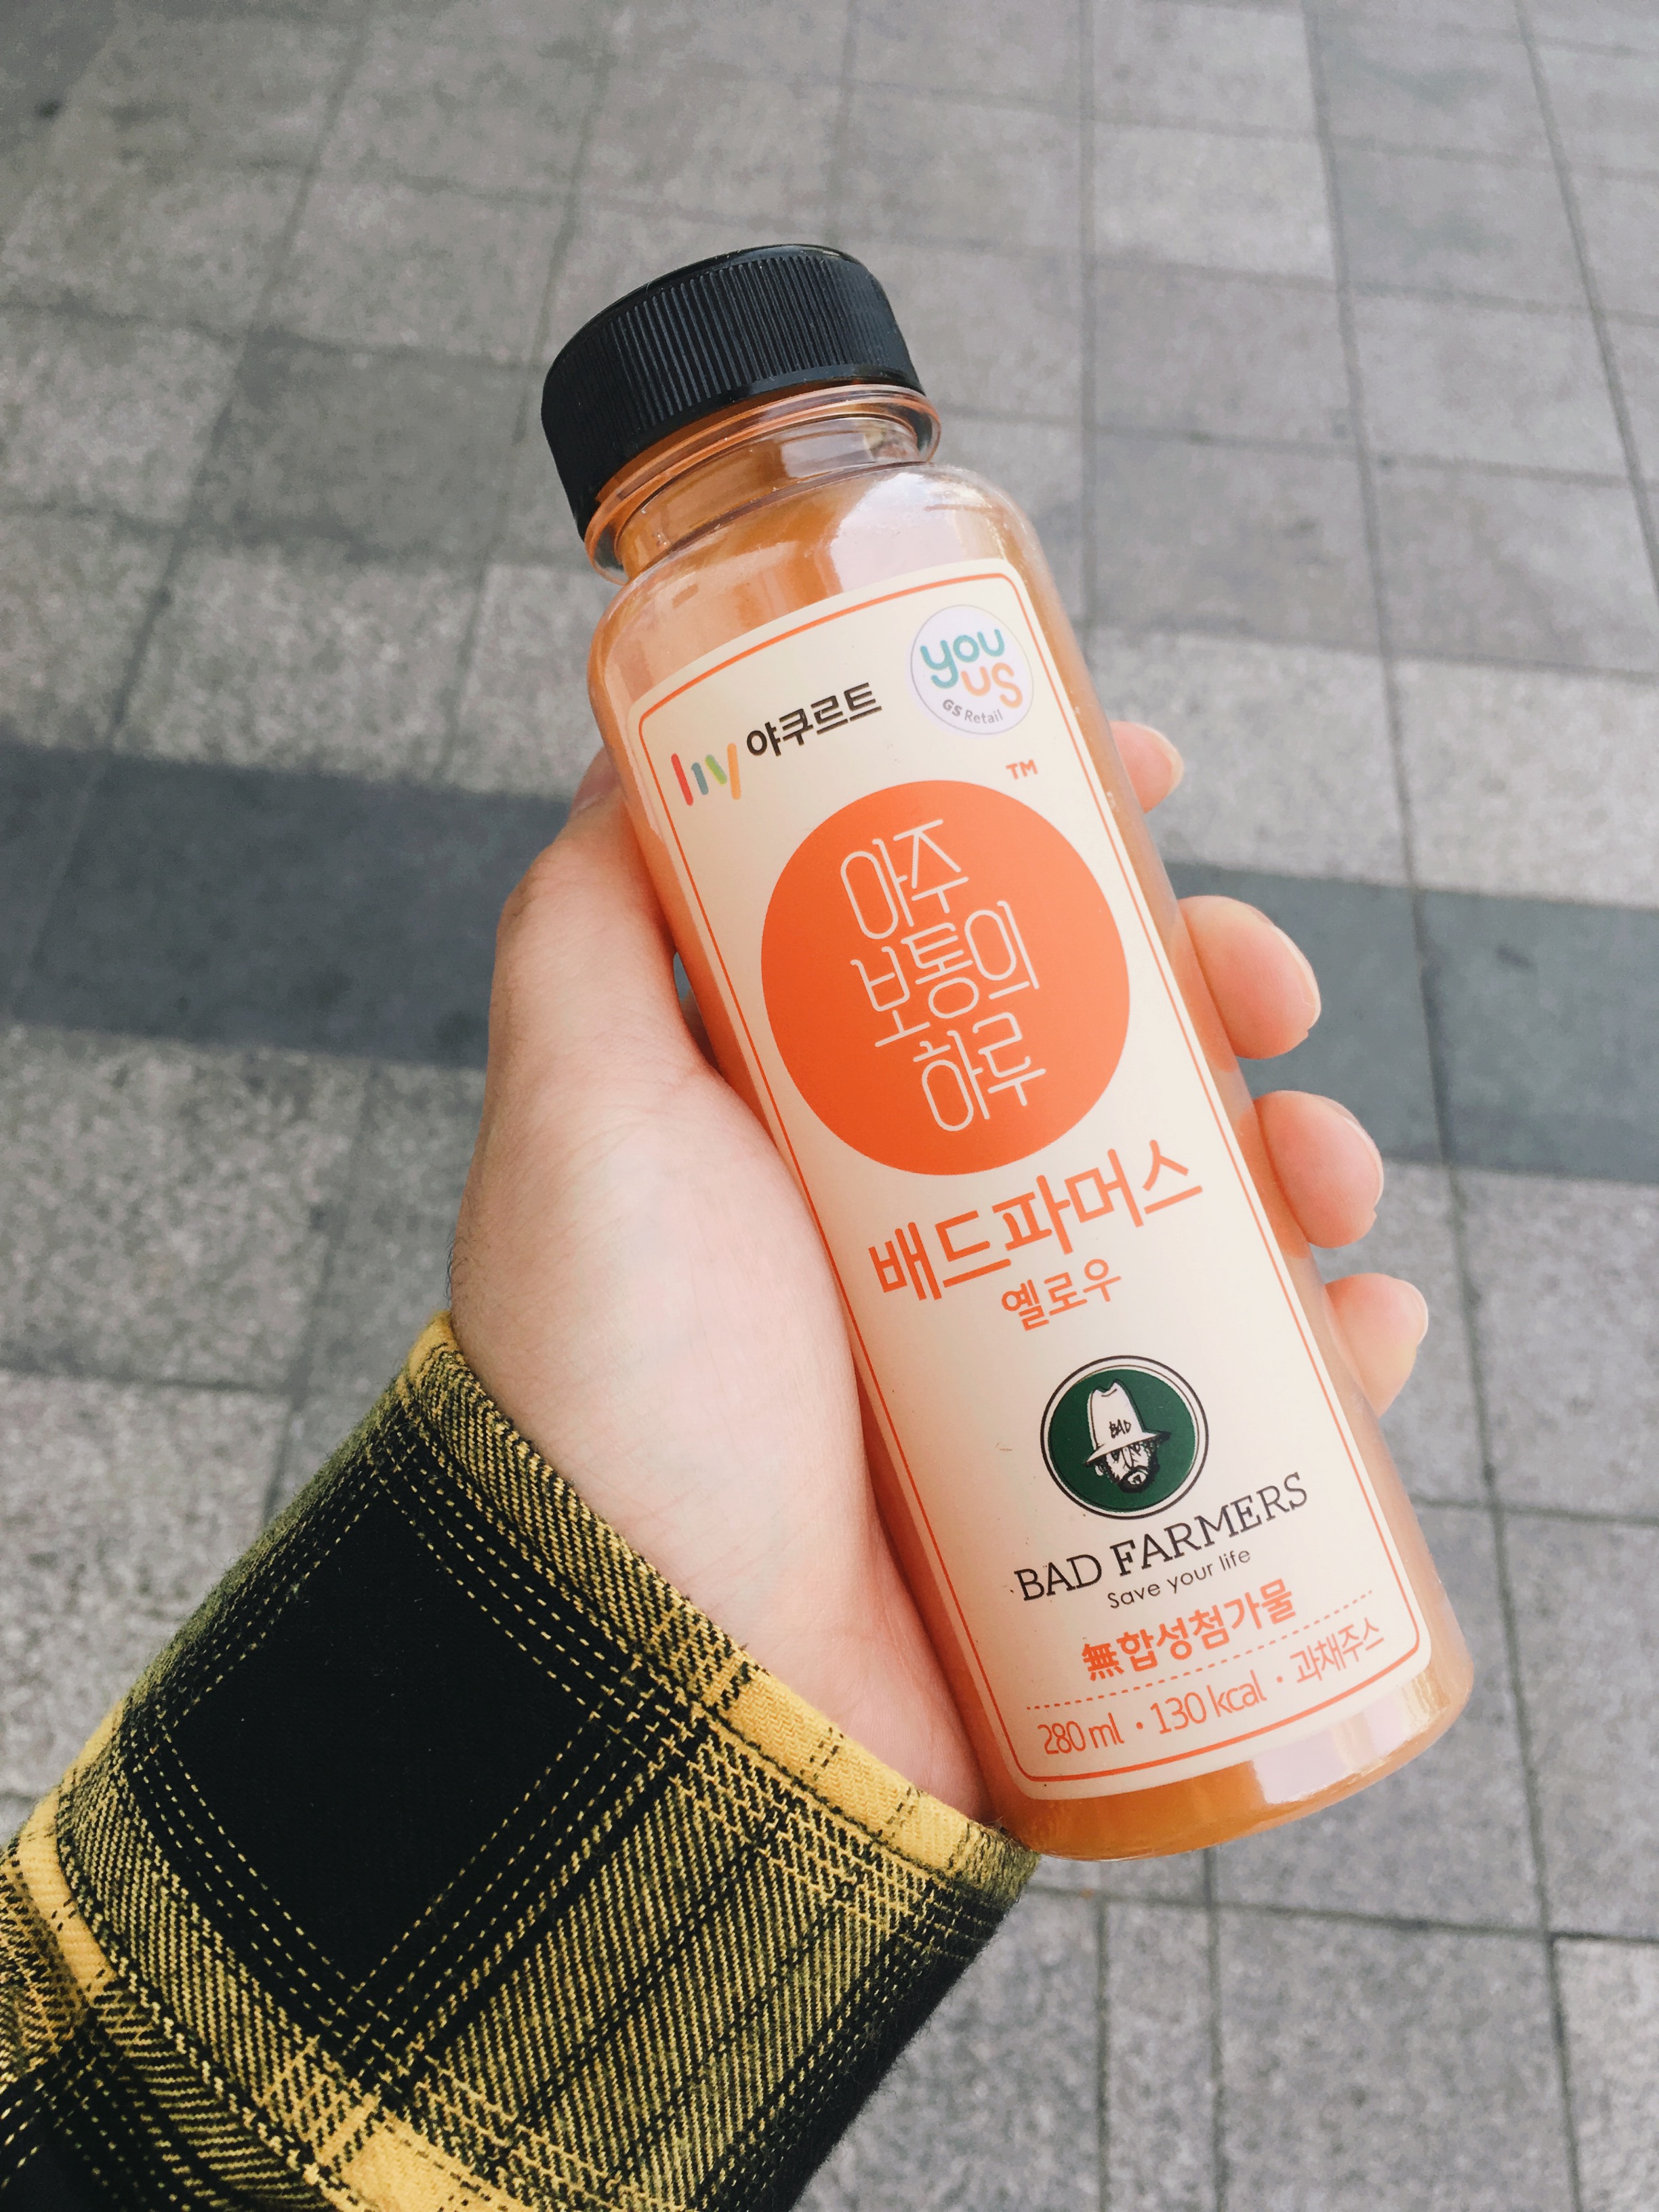 hy 야쿠르트
you
us
GS Retail
TM
아주
보통의
하루
배드파머스
옐로우
BAD
BAD FARMERS
Save your life
無합성첨가물
280 ml · 130 kcal · 과채주스